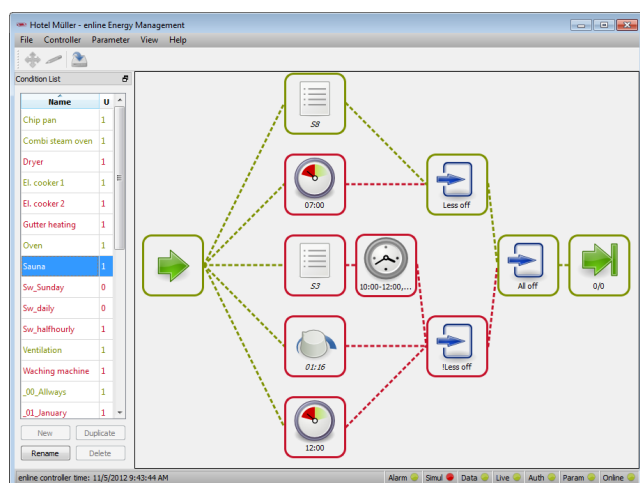 Hotel Müller - enline Energy Management
File Controller Parameter View Help
Condition List
Name U
Chip pan 1
Combi steam oven 1
Dryer 1
El. cooker 1 1
El. cooker 2 1
Gutter heating 1
Oven 1
Sauna 1
Sw_Sunday 0
Sw_daily 0
Sw_halfhourly 1
Ventilation 1
Waching machine 1
_00_Allways 1
_01_January 1
New Duplicate
Rename Delete
S8
07:00
Less off
S3
10:00-12:00,...
All off
0/0
01:16
!Less off
12:00
enline controller time: 11/5/2012 9:43:44 AM
Alarm Simul Data Live Auth Param Online